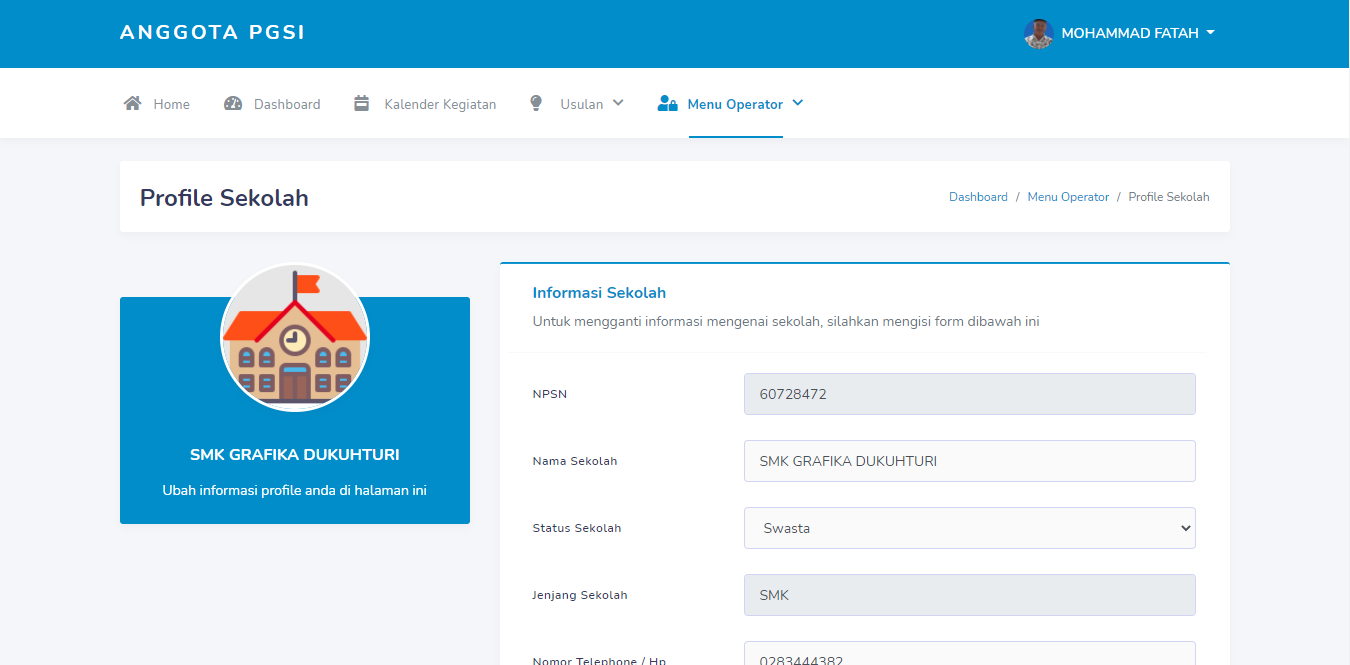 ANGGOTA PGSI
MOHAMMAD FATAH
Home
Dashboard
Kalender Kegiatan
Usulan
Menu Operator
Profile Sekolah
Dashboard / Menu Operator / Profile Sekolah
SMK GRAFIKA DUKUHTURI
Ubah informasi profile anda di halaman ini
Informasi Sekolah
Untuk mengganti informasi mengenai sekolah, silahkan mengisi form dibawah ini
NPSN
60728472
Nama Sekolah
SMK GRAFIKA DUKUHTURI
Status Sekolah
Swasta
Jenjang Sekolah
SMK
Nomor Telephone / Hp
0283444382